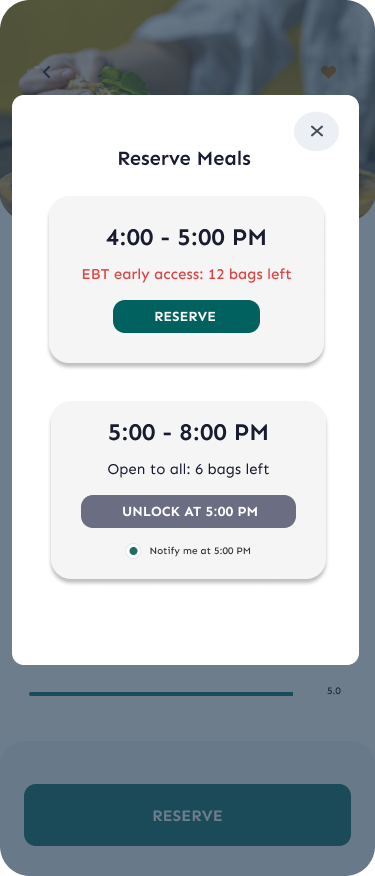 Reserve Meals
4:00 - 5:00 PM
EBT early access: 12 bags left
RESERVE
5:00 - 8:00 PM
Open to all: 6 bags left
UNLOCK AT 5:00 PM
Notify me at 5:00 PM
5.0
RESERVE